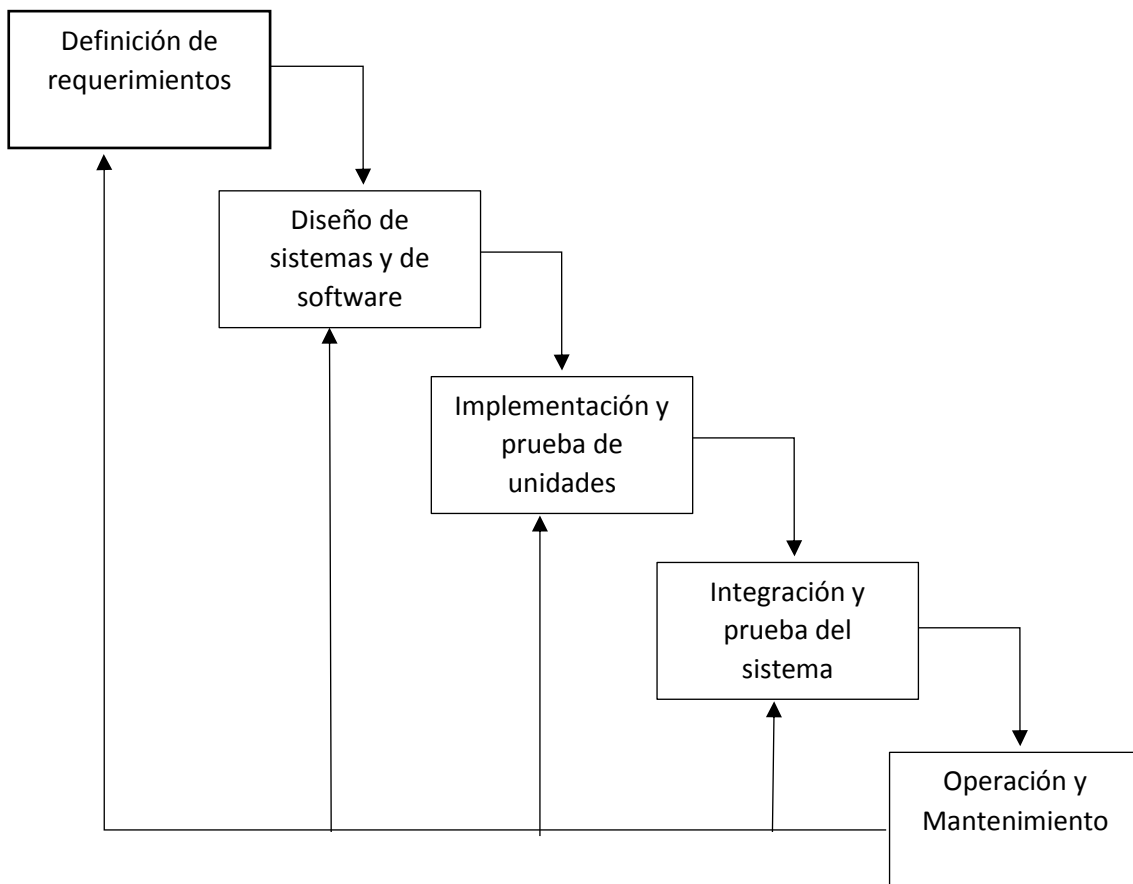 Definición de
requerimientos
Diseño de
sistemas y de
software
Implementación y
prueba de
unidades
Integración y
prueba del
sistema
Operación y
Mantenimiento